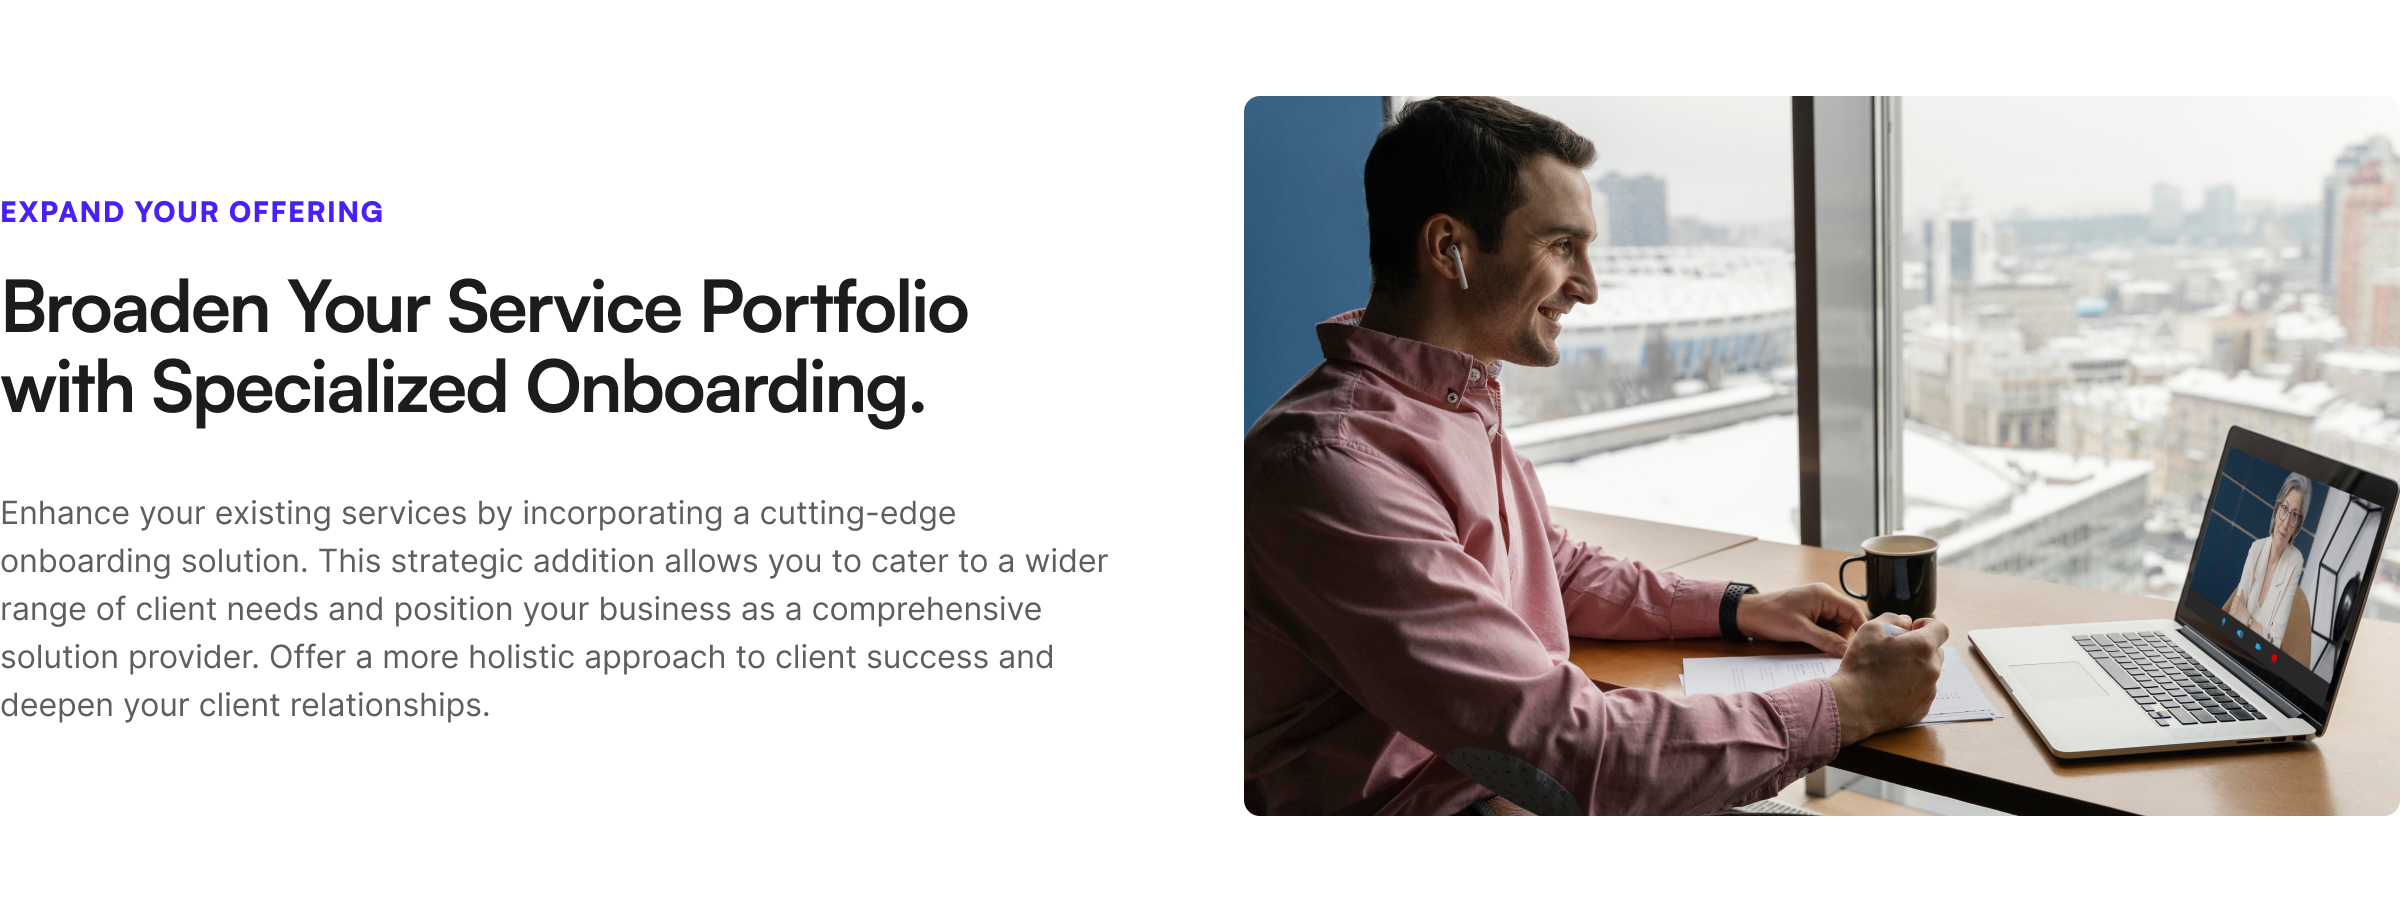 EXPAND YOUR OFFERING
Broaden Your Service Portfolio
with Specialized Onboarding.
Enhance your existing services by incorporating a cutting-edge
onboarding solution. This strategic addition allows you to cater to a wider
range of client needs and position your business as a comprehensive
solution provider. Offer a more holistic approach to client success and
deepen your client relationships.